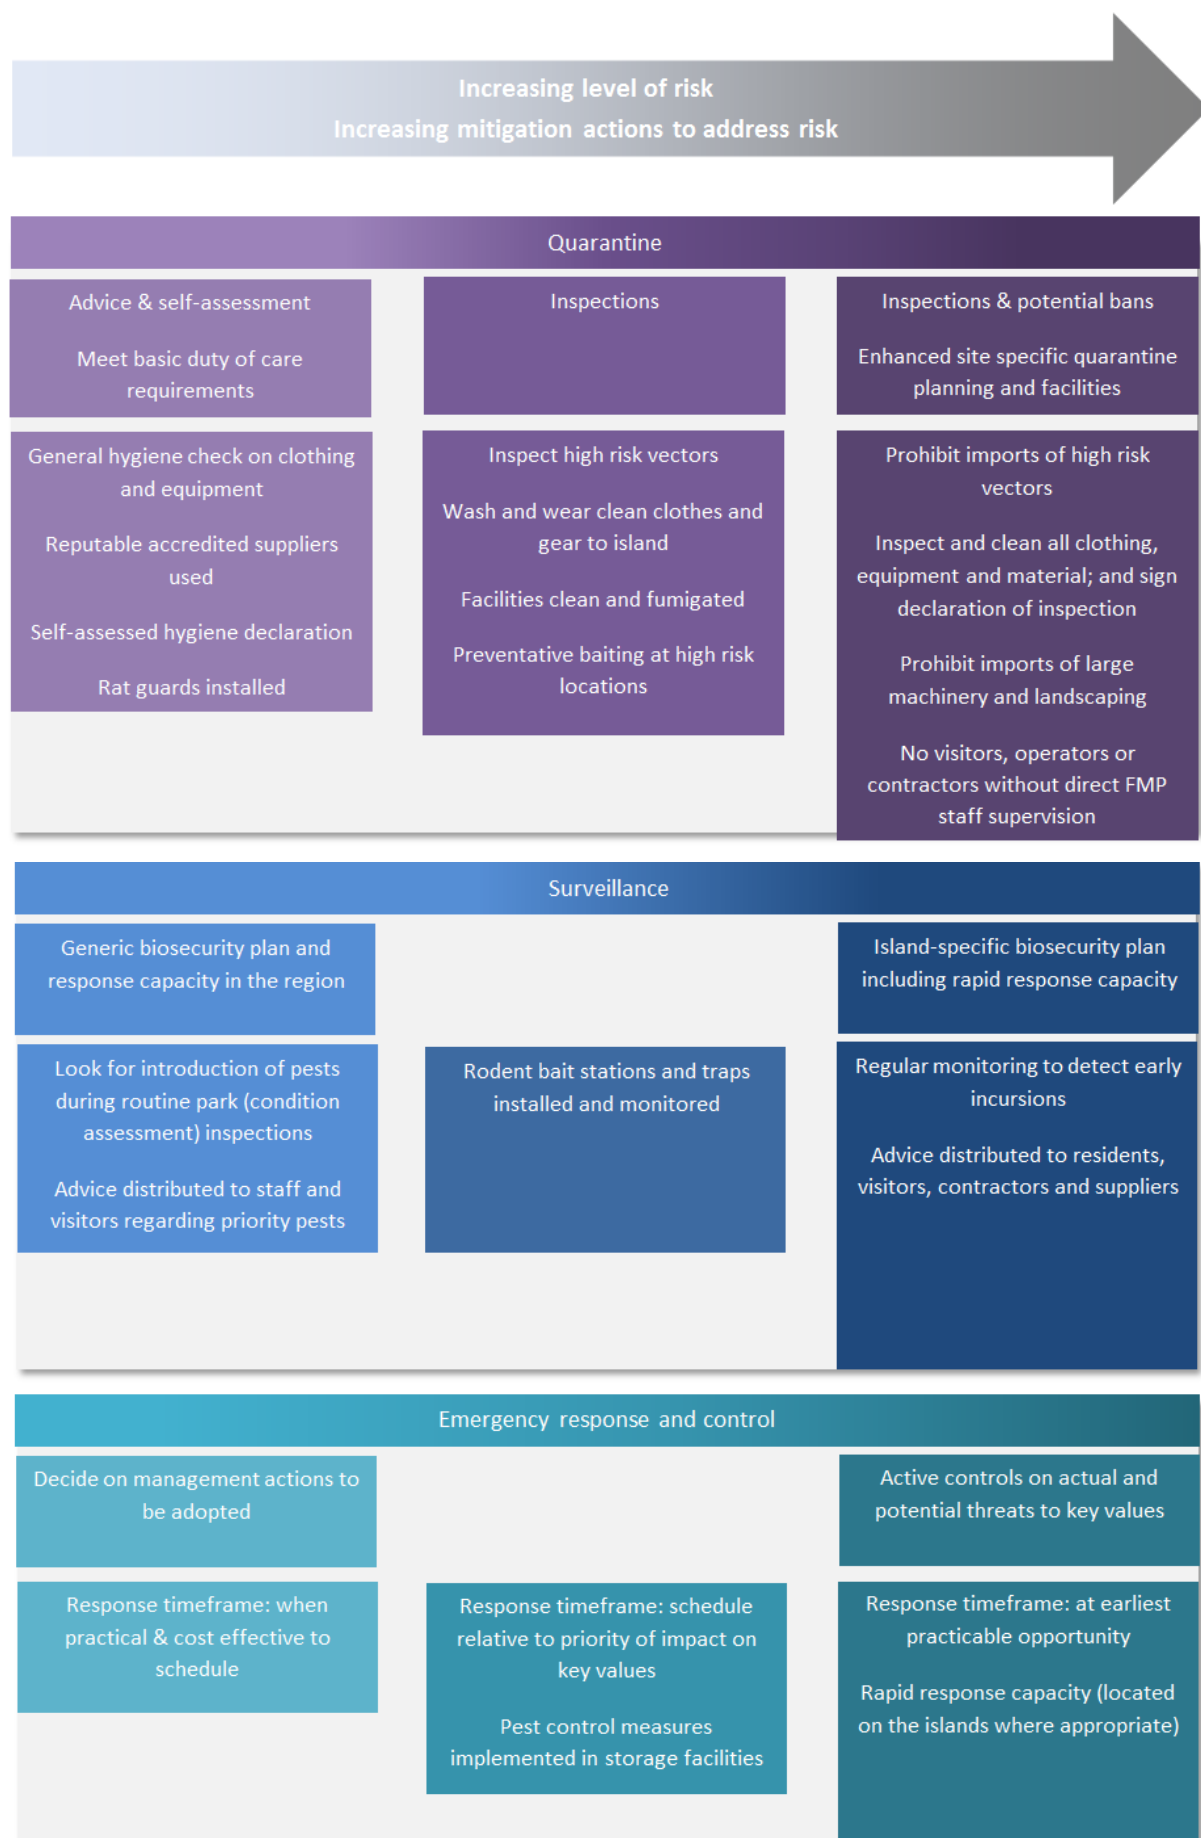 Increasing level of risk
Increasing mitigation actions to address risk
Quarantine
Advice & self-assessment
Meet basic duty of care
requirements
Inspections
Inspections & potential bans
Enhanced site specific quarantine
planning and facilities
General hygiene check on clothing
and equipment
Reputable accredited suppliers
used
Self-assessed hygiene declaration
Rat guards installed
Inspect high risk vectors
Wash and wear clean clothes and
gear to island
Facilities clean and fumigated
Preventative baiting at high risk
locations
Prohibit imports of high risk
vectors
Inspect and clean all clothing,
equipment and material; and sign
declaration of inspection
Prohibit imports of large
machinery and landscaping
No visitors, operators or
contractors without direct FMP
staff supervision
Surveillance
Generic biosecurity plan and
response capacity in the region
Island-specific biosecurity plan
including rapid response capacity
Look for introduction of pests
during routine park (condition
assessment) inspections
Advice distributed to staff and
visitors regarding priority pests
Rodent bait stations and traps
installed and monitored
Regular monitoring to detect early
incursions
Advice distributed to residents,
visitors, contractors and suppliers
Emergency response and control
Decide on management actions to
be adopted
Active controls on actual and
potential threats to key values
Response timeframe: when
practical & cost effective to
schedule
Response timeframe: schedule
relative to priority of impact on
key values
Pest control measures
implemented in storage facilities
Response timeframe: at earliest
practicable opportunity
Rapid response capacity (located
on the islands where appropriate)